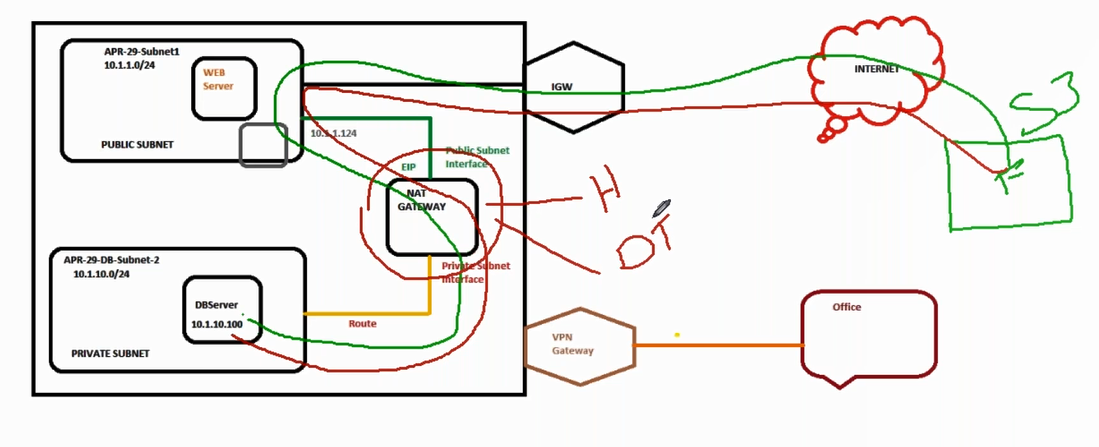 APR-29-Subnet1
10.1.1.0/24
WEB
Server
PUBLIC SUBNET
10.1.1.124
EIP
Public Subnet
Interface
NAT
GATEWAY
Private Subnet
Interface
Route
APR-29-DB-Subnet-2
10.1.10.0/24
DBServer
10.1.10.100
PRIVATE SUBNET
IGW
INTERNET
S3
F
H
DT
VPN
Gateway
Office